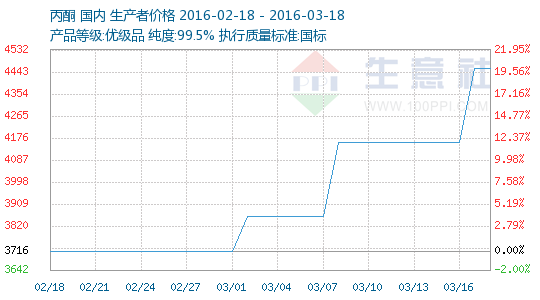 丙酮 国内 生产者价格 2016-02-18 - 2016-03-18
产品等级:优级品 纯度:99.5% 执行质量标准:国标
4532 21.95%
4443 19.56%
4354 17.16%
4265 14.77%
4176 12.37%
4087 9.98%
3998 7.59%
3909 5.19%
3820 2.79%
3716 0.00%
3642 -2.00%
PPI 生意社
WWW.100PPI.COM
02/18 02/21 02/24 02/27 03/01 03/04 03/07 03/10 03/13 03/16